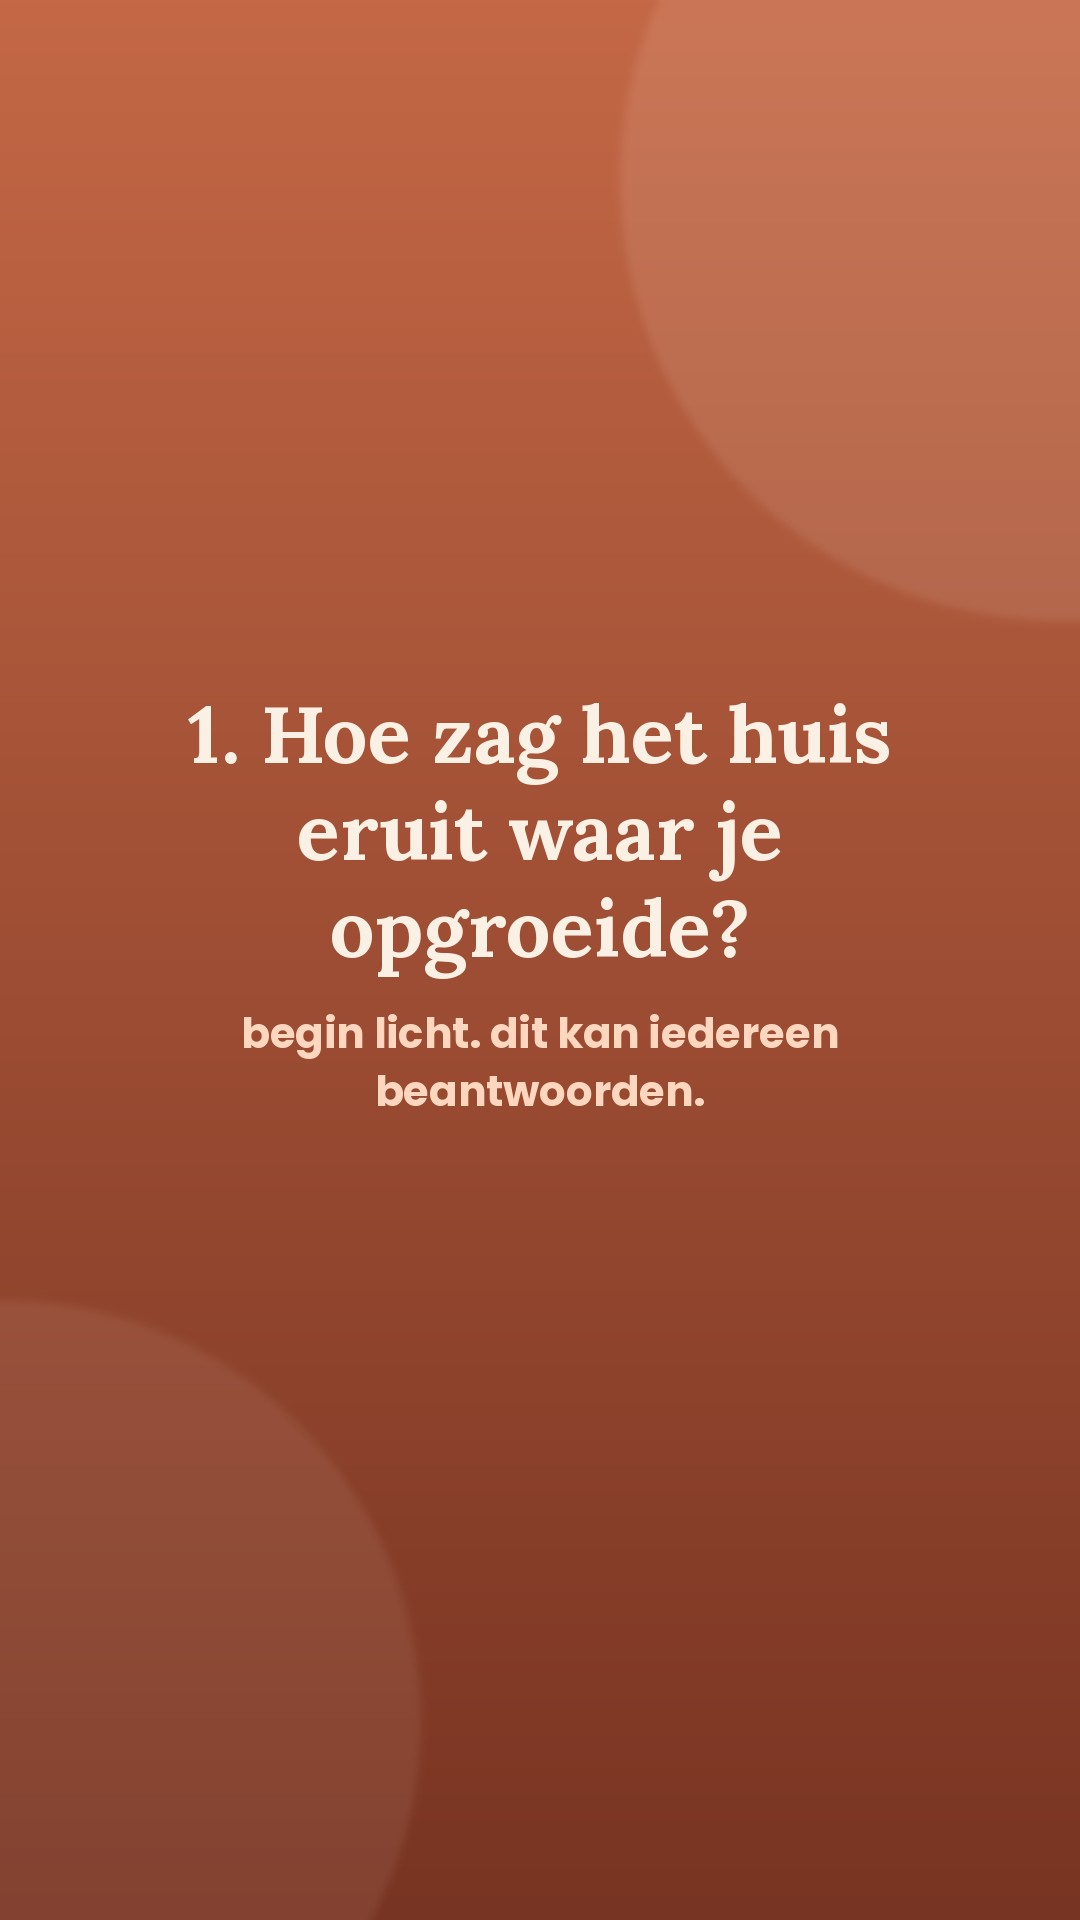 1. Hoe zag het huis
eruit waar je
opgroeide?
begin licht. dit kan iedereen
beantwoorden.